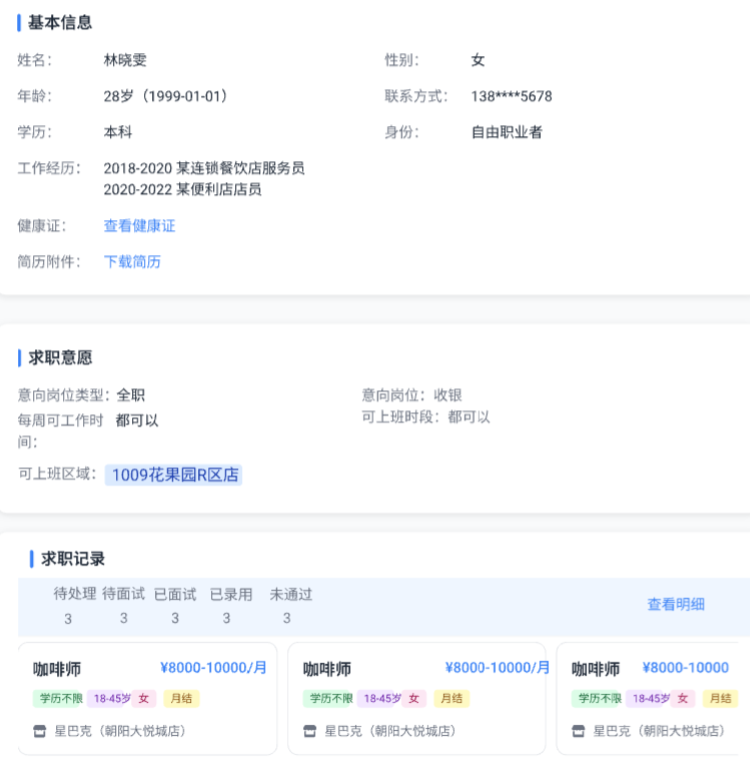 基本信息
姓名： 林晓雯 性别： 女
年龄： 28岁（1999-01-01） 联系方式： 138****5678
学历： 本科 身份： 自由职业者
工作经历： 2018-2020 某连锁餐饮店服务员
2020-2022 某便利店店员
健康证： 查看健康证
简历附件： 下载简历
求职意愿
意向岗位类型： 全职 意向岗位： 收银
每周可工作时 都可以 可上班时段： 都可以
间：
可上班区域： 1009花果园R区店
求职记录
待处理 待面试 已面试 已录用 未通过
3 3 3 3 3 查看明细
咖啡师 ¥8000-10000/月 咖啡师 ¥8000-10000/月 咖啡师 ¥8000-10000
学历不限 18-45岁 女 月结 学历不限 18-45岁 女 月结 学历不限 18-45岁 女 月结
星巴克（朝阳大悦城店） 星巴克（朝阳大悦城店） 星巴克（朝阳大悦城店）